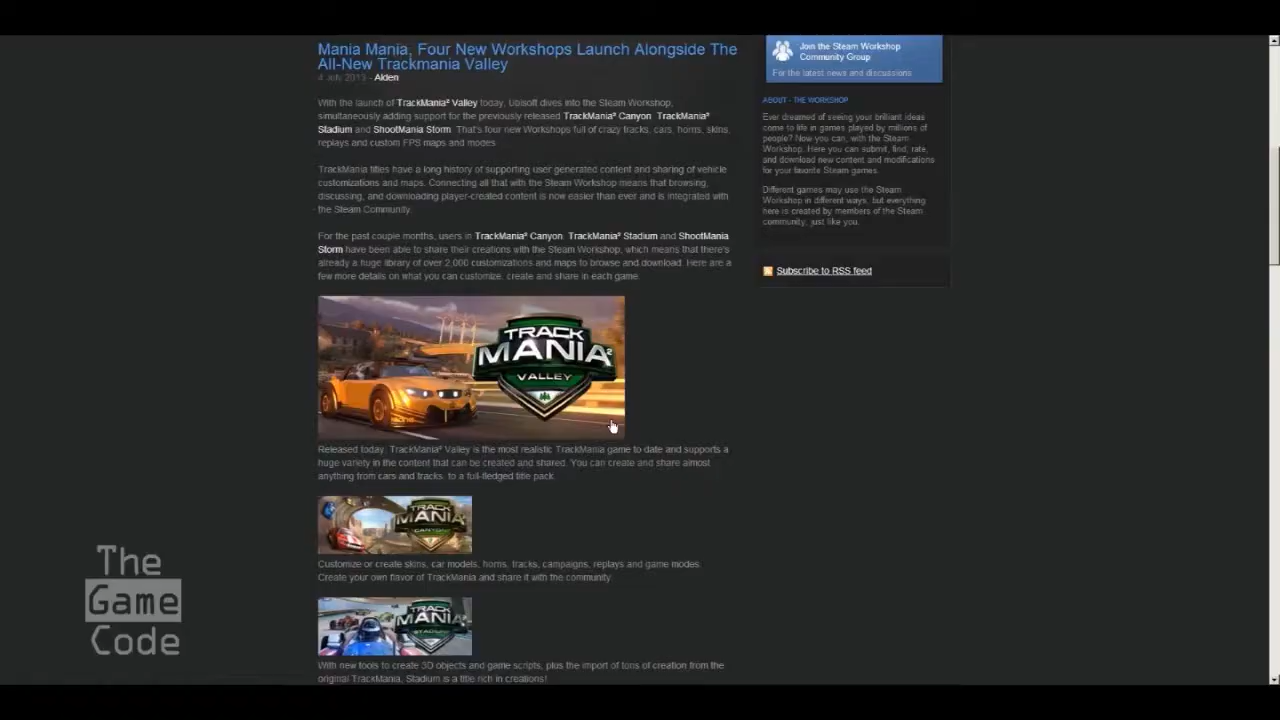 Mania Mania, Four New Workshops Launch Alongside The
All-New Trackmania Valley
4 July 2013 - Alden
With the launch of TrackMania² Valley today, Ubisoft dives into the Steam Workshop,
simultaneously adding support for the previously released TrackMania² Canyon, TrackMania²
Stadium and ShootMania Storm. That's four new Workshops full of crazy tracks, cars, horns, skins,
replays and custom FPS maps and modes.
TrackMania titles have a long history of supporting user generated content and sharing of vehicle
customizations and maps. Connecting all that with the Steam Workshop means that browsing,
discussing, and downloading player-created content is now easier than ever and is integrated with
the Steam Community.
For the past couple months, users in TrackMania² Canyon, TrackMania² Stadium and ShootMania
Storm have been able to share their creations with the Steam Workshop, which means that there's
already a huge library of over 2,000 customizations and maps to browse and download. Here are a
few more details on what you can customize, create and share in each game.
TRACK
MANIA²
VALLEY
Released today, TrackMania² Valley is the most realistic TrackMania game to date and supports a
huge variety in the content that can be created and shared. You can create and share almost
anything from cars and tracks, to a full-fledged title pack.
TRACK
MANIA²
CANYON
Customize or create skins, car models, horns, tracks, campaigns, replays and game modes.
Create your own flavor of TrackMania and share it with the community.
TRACK
MANIA²
STADIUM
With new tools to create 3D objects and game scripts, plus the import of tons of creation from the
original TrackMania, Stadium is a title rich in creations!
Join the Steam Workshop
Community Group
For the latest news and discussions
ABOUT - THE WORKSHOP
Ever dreamed of seeing your brilliant ideas
come to life in games played by millions of
people? Now you can, with the Steam
Workshop. Here you can submit, find, rate,
and download new content and modifications
for your favorite Steam games.
Different games may use the Steam
Workshop in different ways, but everything
here is created by members of the Steam
community, just like you.
Subscribe to RSS feed
The
Game
Code